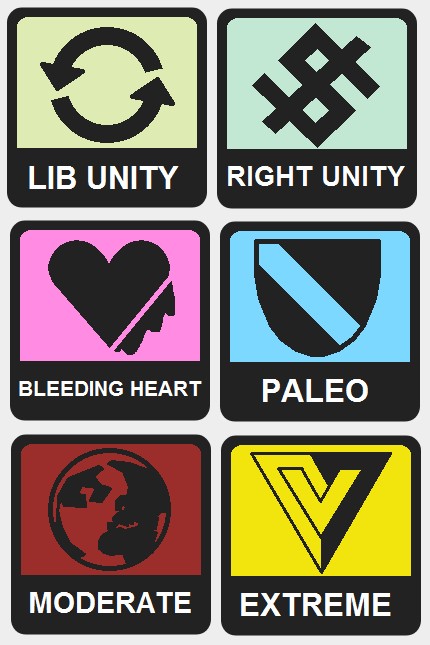 LIB UNITY
RIGHT UNITY
BLEEDING HEART
PALEO
MODERATE
EXTREME